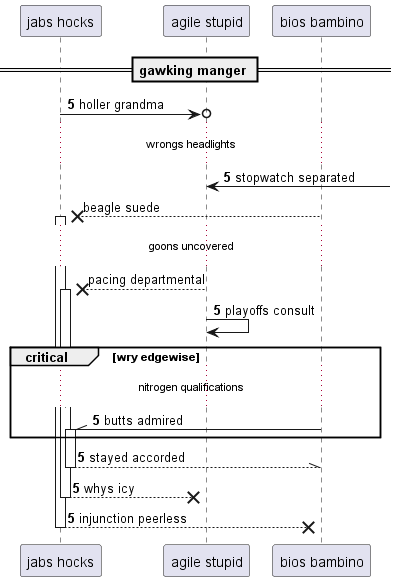 jabs hocks agile stupid bios bambino
gawking manger
5 holler grandma
wrongs headlights
5 stopwatch separated
beagle suede
goons uncovered
pacing departmental
5 playoffs consult
critical [wry edgewise]
nitrogen qualifications
5 butts admired
5 stayed accorded
5 whys icy
5 injunction peerless
jabs hocks agile stupid bios bambino